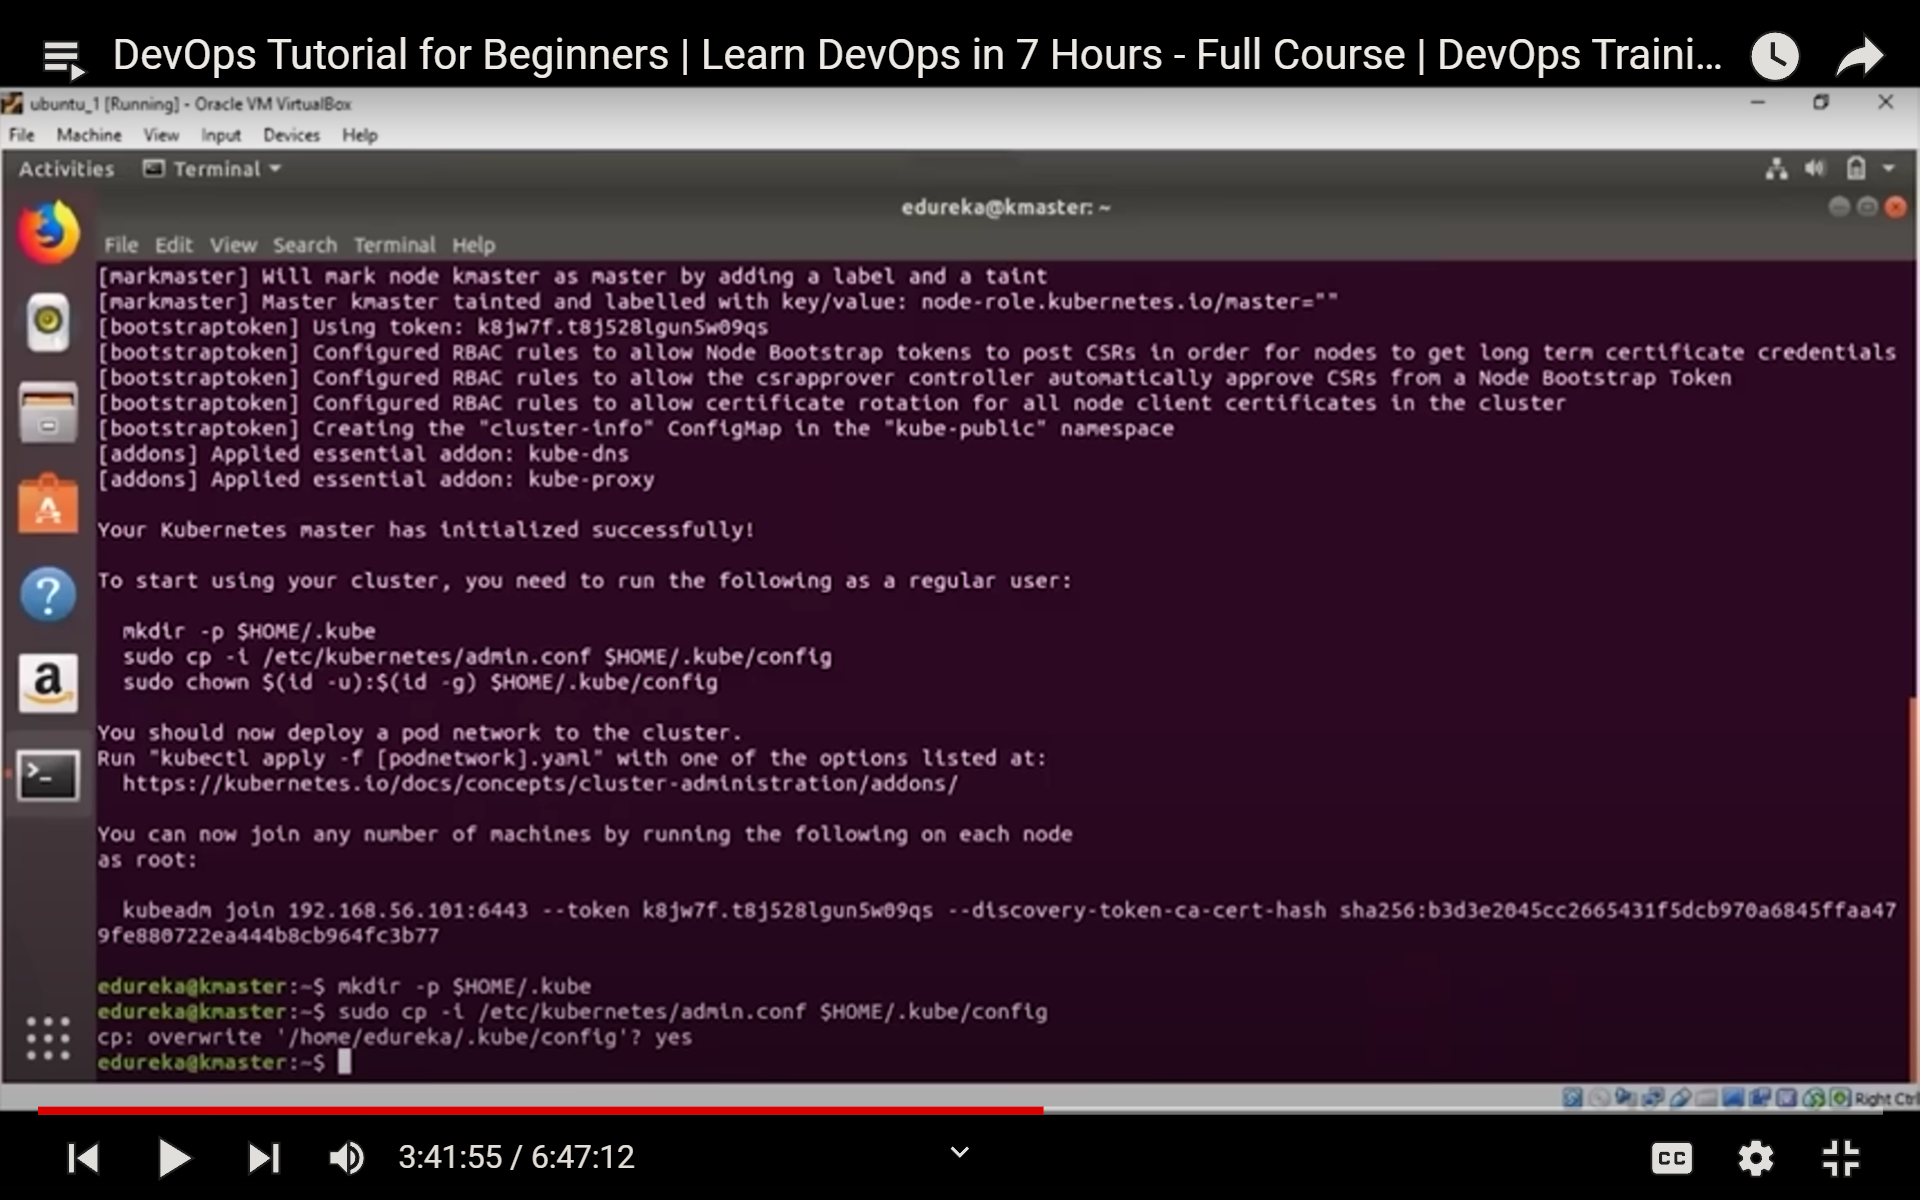 DevOps Tutorial for Beginners | Learn DevOps in 7 Hours - Full Course | DevOps Traini...
ubuntu_1 [Running] - Oracle VM VirtualBox
File Machine View Input Devices Help
Activities Terminal
edureka@kmaster: ~
File Edit View Search Terminal Help
[markmaster] Will mark node kmaster as master by adding a label and a taint
[markmaster] Master kmaster tainted and labelled with key/value: node-role.kubernetes.io/master=""
[bootstraptoken] Using token: k8jw7f.t8j528lgun5w09qs
[bootstraptoken] Configured RBAC rules to allow Node Bootstrap tokens to post CSRs in order for nodes to get long term certificate credentials
[bootstraptoken] Configured RBAC rules to allow the csrapprover controller automatically approve CSRs from a Node Bootstrap Token
[bootstraptoken] Configured RBAC rules to allow certificate rotation for all node client certificates in the cluster
[bootstraptoken] Creating the "cluster-info" ConfigMap in the "kube-public" namespace
[addons] Applied essential addon: kube-dns
[addons] Applied essential addon: kube-proxy
Your Kubernetes master has initialized successfully!
To start using your cluster, you need to run the following as a regular user:
mkdir -p $HOME/.kube
sudo cp -i /etc/kubernetes/admin.conf $HOME/.kube/config
sudo chown $(id -u):$(id -g) $HOME/.kube/config
You should now deploy a pod network to the cluster.
Run "kubectl apply -f [podnetwork].yaml" with one of the options listed at:
https://kubernetes.io/docs/concepts/cluster-administration/addons/
You can now join any number of machines by running the following on each node
as root:
kubeadm join 192.168.56.101:6443 --token k8jw7f.t8j528lgun5w09qs --discovery-token-ca-cert-hash sha256:b3d3e2045cc2665431f5dcb970a6845ffaa47
9fe880722ea444b8cb964fc3b77
edureka@kmaster:~$ mkdir -p $HOME/.kube
edureka@kmaster:~$ sudo cp -i /etc/kubernetes/admin.conf $HOME/.kube/config
cp: overwrite '/home/edureka/.kube/config'? yes
edureka@kmaster:~$
Right Ctrl
3:41:55 / 6:47:12
CC